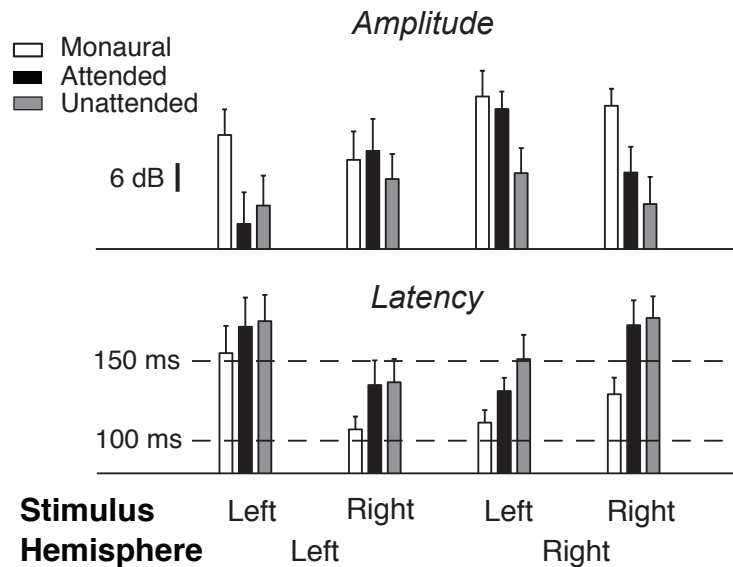 Amplitude
Monaural
Attended
Unattended
6 dB
Latency
150 ms
100 ms
Stimulus Left Right Left Right
Hemisphere Left Right